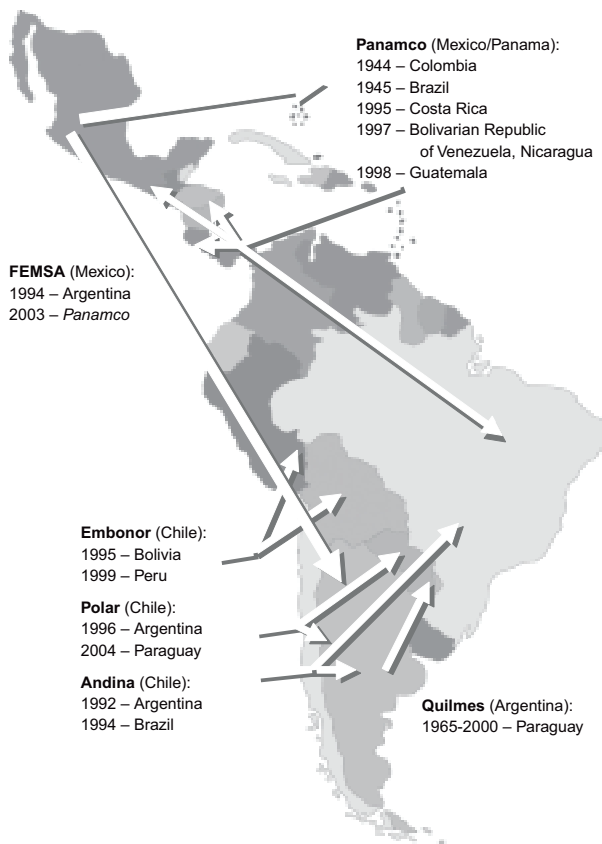 Panamco (Mexico/Panama):
1944 – Colombia
1945 – Brazil
1995 – Costa Rica
1997 – Bolivarian Republic
of Venezuela, Nicaragua
1998 – Guatemala
FEMSA (Mexico):
1994 – Argentina
2003 – Panamco
Embonor (Chile):
1995 – Bolivia
1999 – Peru
Polar (Chile):
1996 – Argentina
2004 – Paraguay
Andina (Chile):
1992 – Argentina
1994 – Brazil
Quilmes (Argentina):
1965-2000 – Paraguay